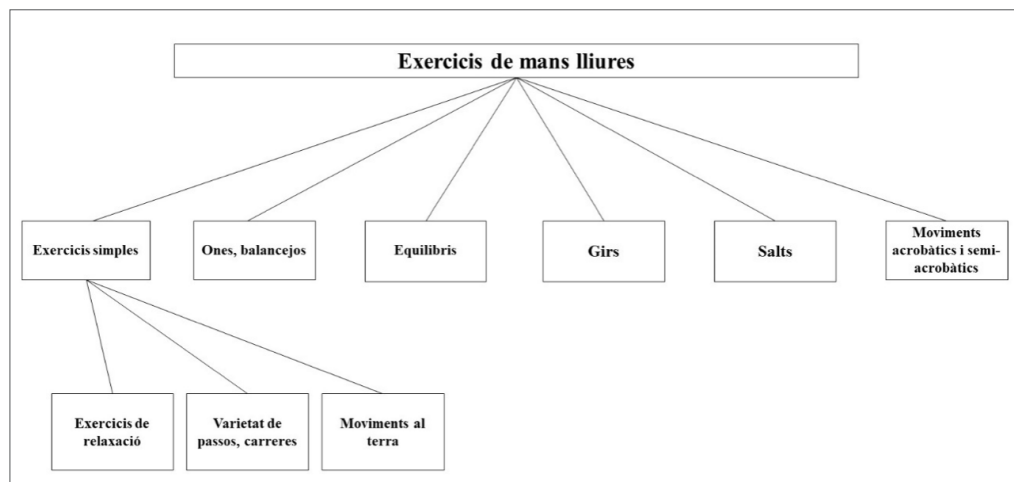 Exercicis de mans lliures
Exercicis simples
Ones, balancejos
Equilibris
Girs
Salts
Moviments
acrobàtics i semi-
acrobàtics
Exercicis de
relaxació
Varietat de
passos, carreres
Moviments al
terra